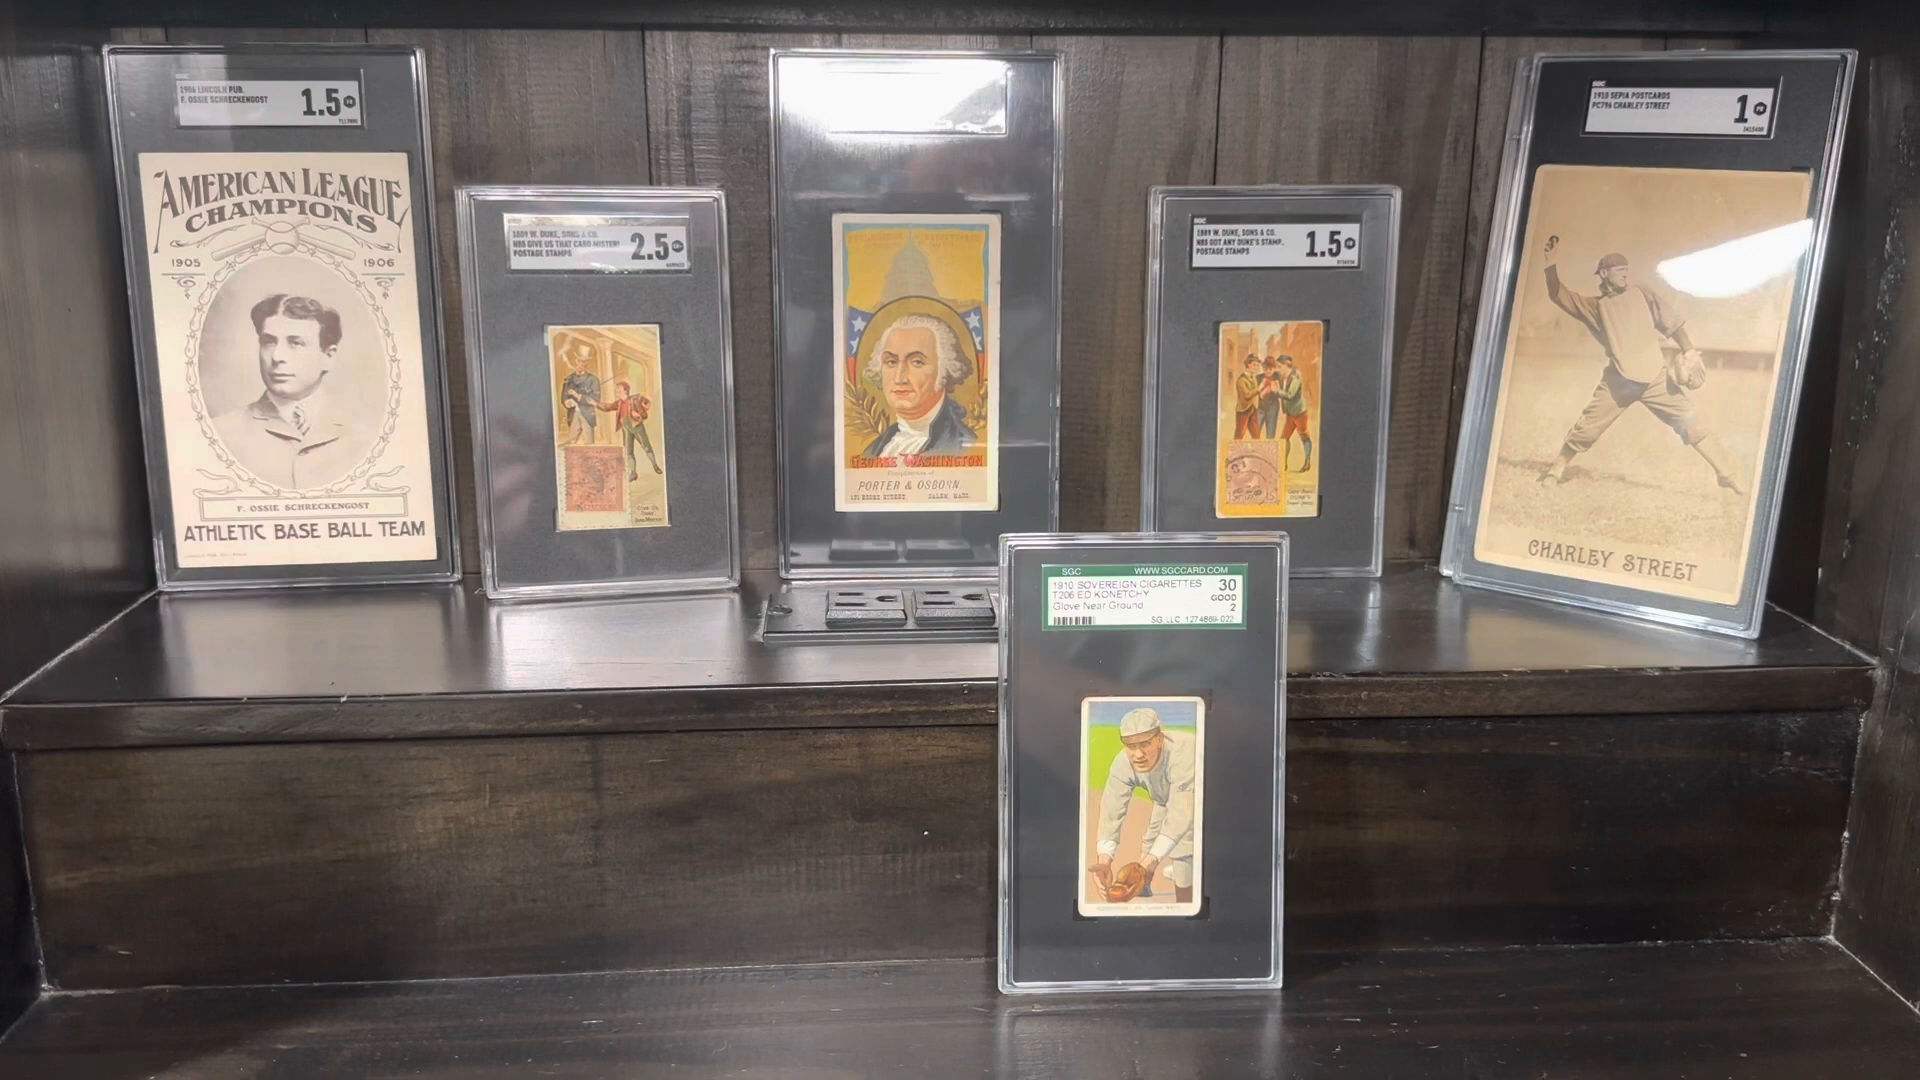 SGC
1906 LINCOLN PUB.
F. OSSIE SCHRECKENGOST
1.5
AMERICAN LEAGUE
CHAMPIONS
1905 1906
F. OSSIE SCHRECKENGOST
ATHLETIC BASE BALL TEAM
1889 W. DUKE, SONS & CO.
N85 GIVE US THAT CARD MISTER!
POSTAGE STAMPS
2.5
GEORGE WASHINGTON
Compliments of
PORTER & OSBORN.
SALEM, MASS.
SGC
1889 W. DUKE, SONS & CO.
N85 GOT ANY DUKE'S STAMP..
POSTAGE STAMPS
1.5
SGC
1910 SEPIA POSTCARDS
PC796 CHARLEY STREET
1
CHARLEY STREET
SGC WWW.SGCCARD.COM
1910 SOVEREIGN CIGARETTES 30
T206 ED KONETCHY GOOD
Glove Near Ground 2
SG LLC 1274869-022